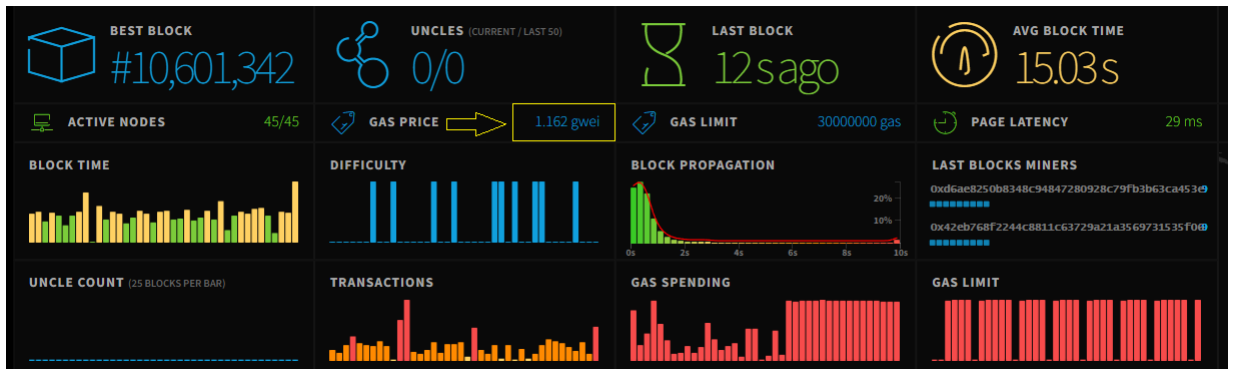 BEST BLOCK
#10,601,342
UNCLES (CURRENT / LAST 50)
0/0
LAST BLOCK
12 s ago
AVG BLOCK TIME
15.03 s
ACTIVE NODES 45/45
GAS PRICE 1.162 gwei
GAS LIMIT 30000000 gas
PAGE LATENCY 29 ms
BLOCK TIME
DIFFICULTY
BLOCK PROPAGATION
20%
10%
0s 2s 4s 6s 8s 10s
LAST BLOCKS MINERS
0xd6ae8250b8348c94847280928c79fb3b63ca453e 9
0x42eb768f2244c8811c63729a21a3569731535f06 9
UNCLE COUNT (25 BLOCKS PER BAR)
TRANSACTIONS
GAS SPENDING
GAS LIMIT